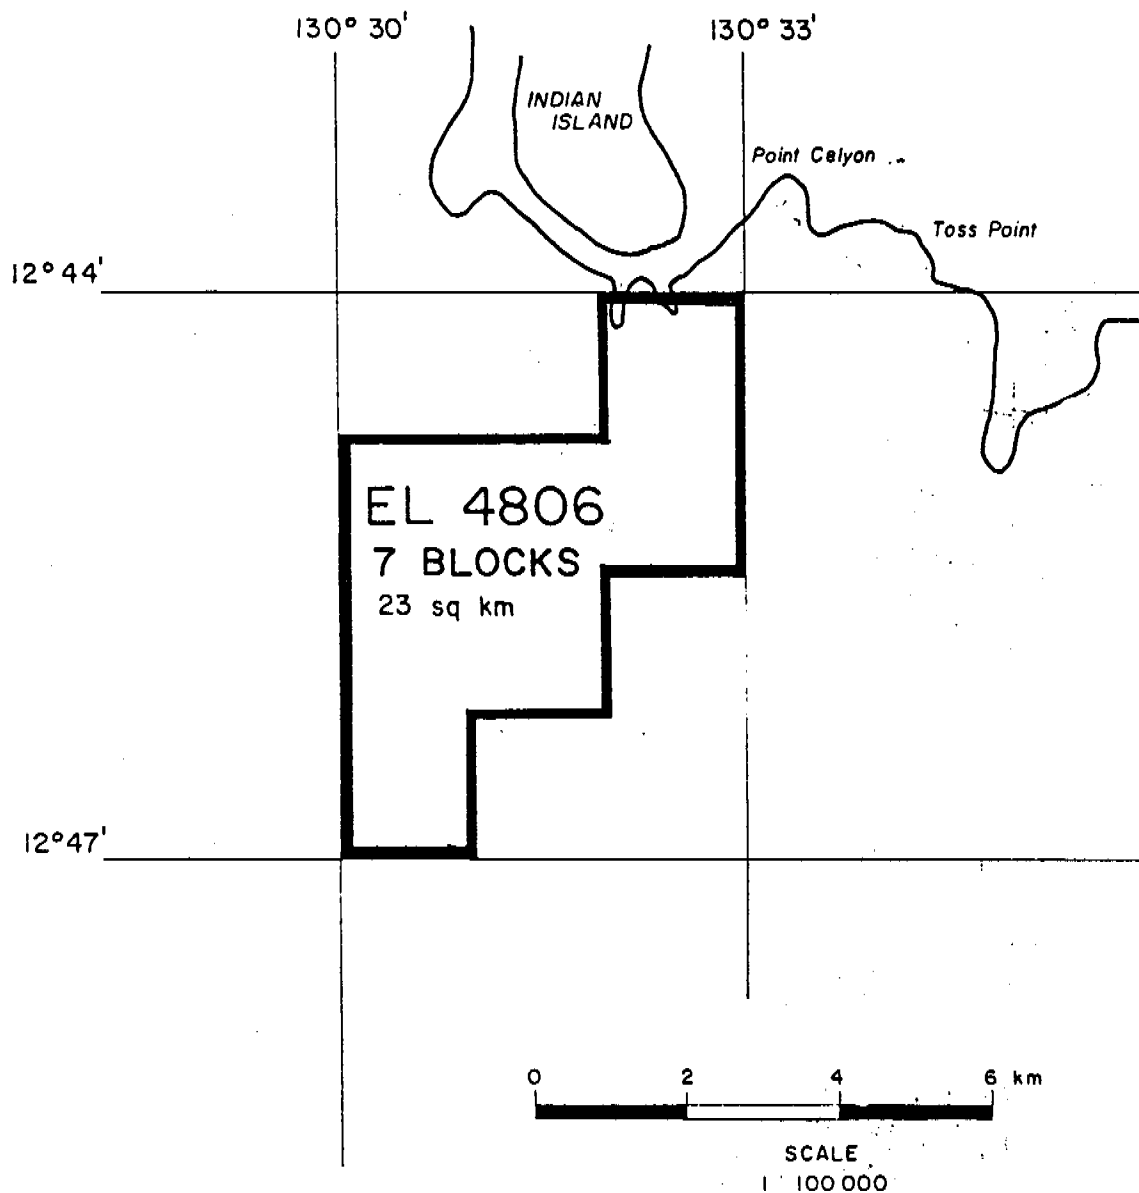 130° 30'
130° 33'
INDIAN
ISLAND
Point Celyon
Toss Point
12° 44'
EL 4806
7 BLOCKS
23 sq km
12°47'
0 2 4 6 km
SCALE
1 100 000